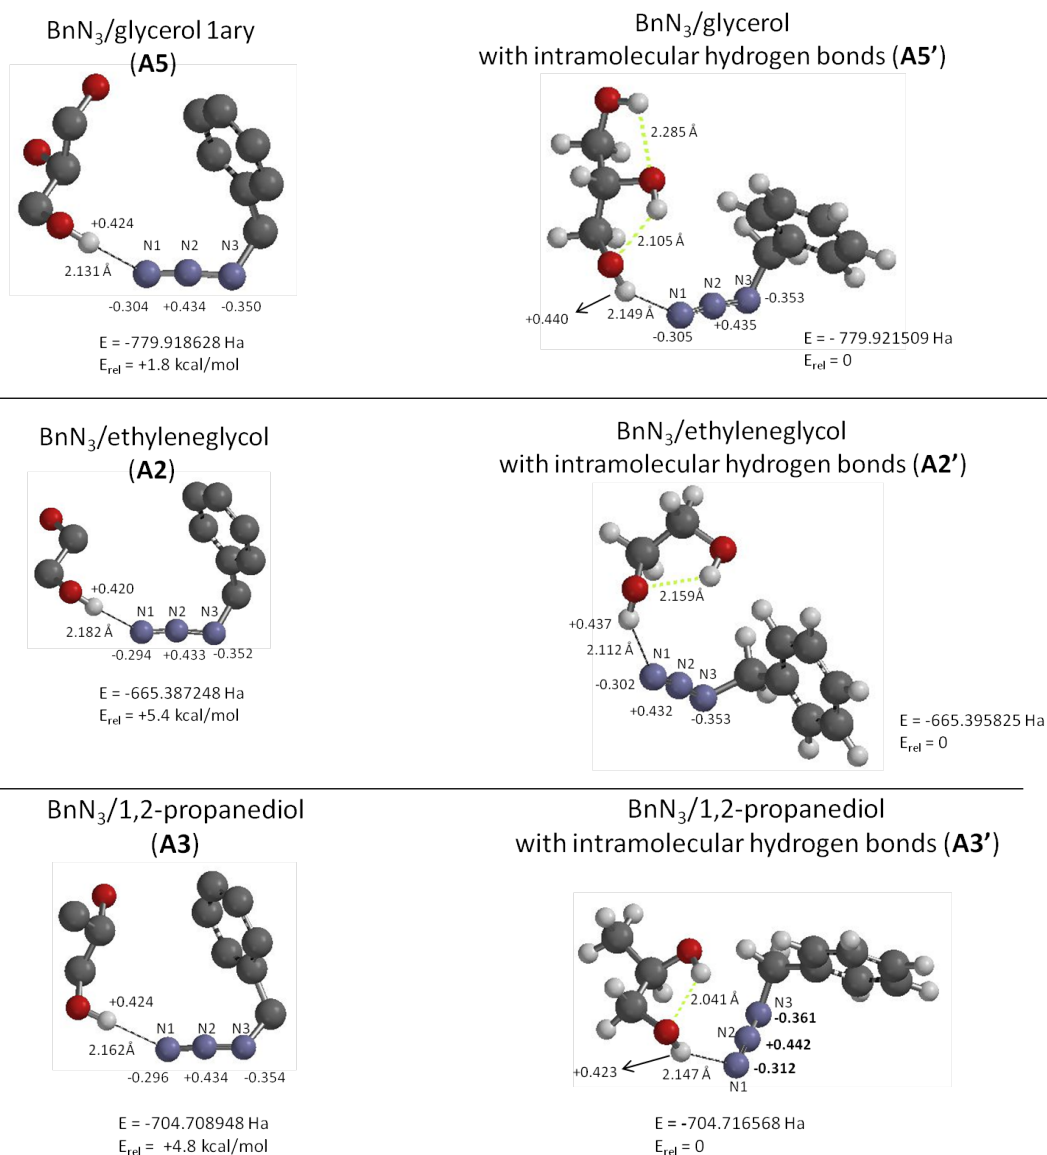 BnN₃/glycerol 1ary
(A5)
+0.424
N1 N2 N3
2.131 Å
-0.304 +0.434 -0.350
E = -779.918628 Ha
Eᵣₑₗ = +1.8 kcal/mol
BnN₃/glycerol
with intramolecular hydrogen bonds (A5’)
2.285 Å
2.105 Å
N3
N2
N1
-0.353
+0.440
2.149 Å
+0.435
-0.305
E = - 779.921509 Ha
Eᵣₑₗ = 0
BnN₃/ethyleneglycol
(A2)
+0.420
N1 N2 N3
2.182 Å
-0.294 +0.433 -0.352
E = -665.387248 Ha
Eᵣₑₗ = +5.4 kcal/mol
BnN₃/ethyleneglycol
with intramolecular hydrogen bonds (A2’)
2.159Å
+0.437
2.112 Å
N1
N2
N3
-0.302
+0.432
-0.353
E = -665.395825 Ha
Eᵣₑₗ = 0
BnN₃/1,2-propanediol
(A3)
+0.424
N1 N2 N3
2.162Å
-0.296 +0.434 -0.354
E = -704.708948 Ha
Eᵣₑₗ = +4.8 kcal/mol
BnN₃/1,2-propanediol
with intramolecular hydrogen bonds (A3’)
2.041 Å
N3
-0.361
N2
+0.442
-0.312
+0.423
2.147 Å
N1
E = -704.716568 Ha
Eᵣₑₗ = 0